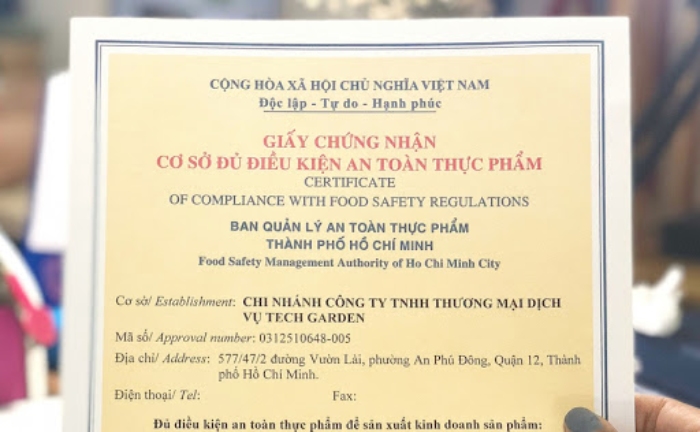 CỘNG HÒA XÃ HỘI CHỦ NGHĨA VIỆT NAM
Độc lập - Tự do - Hạnh phúc
GIẤY CHỨNG NHẬN
CƠ SỞ ĐỦ ĐIỀU KIỆN AN TOÀN THỰC PHẨM
CERTIFICATE
OF COMPLIANCE WITH FOOD SAFETY REGULATIONS
BAN QUẢN LÝ AN TOÀN THỰC PHẨM
THÀNH PHỐ HỒ CHÍ MINH
Food Safety Management Authority of Ho Chi Minh City
Cơ sở/ Establishment: CHI NHÁNH CÔNG TY TNHH THƯƠNG MẠI DỊCH
VỤ TECH GARDEN
Mã số/ Approval number: 0312510648-005
Địa chỉ/ Address: 577/47/2 đường Vườn Lài, phường An Phú Đông, Quận 12, Thành
phố Hồ Chí Minh.
Điện thoại/ Tel: Fax:
Đủ điều kiện an toàn thực phẩm để sản xuất kinh doanh sản phẩm: